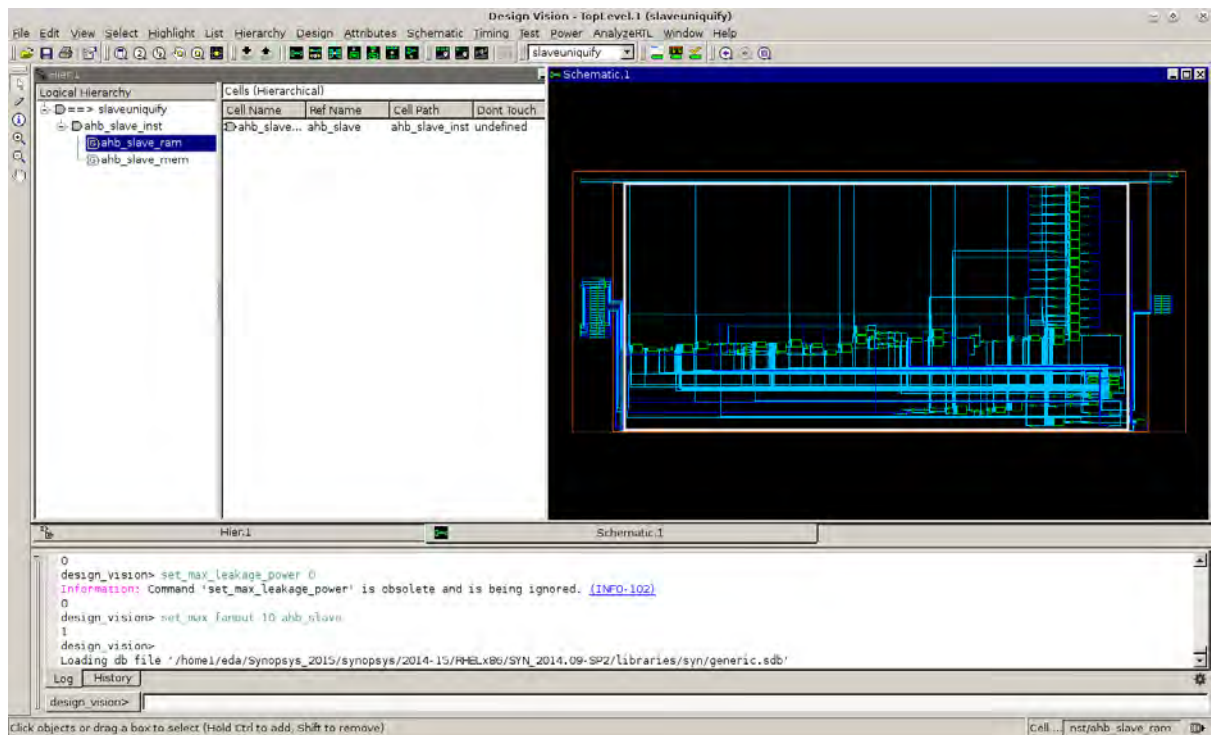 Design Vision - TopLevel.1 (slaveuniquify)
File Edit View Select Highlight List Hierarchy Design Attributes Schematic Timing Test Power AnalyzeRTL Window Help
slaveuniquify
Hier.1
Schematic.1
Logical Hierarchy
Cells (Hierarchical)
Cell Name Ref Name Cell Path Dont Touch
==> slaveuniquify
ahb_slave... ahb_slave ahb_slave_inst undefined
ahb_slave_inst
ahb_slave_ram
ahb_slave_mem
Hier.1
Schematic.1
0
design_vision> set_max_leakage_power 0
Information: Command 'set_max_leakage_power' is obsolete and is being ignored. (INFO-102)
0
design_vision> set_max_fanout 10 ahb_slave
1
design_vision>
Loading db file '/home1/eda/Synopsys_2015/synopsys/2014-15/RHELx86/SYN_2014.09-SP2/libraries/syn/generic.sdb'
Log History
design_vision>
Click objects or drag a box to select (Hold Ctrl to add, Shift to remove)
Cell ... nst/ahb_slave_ram